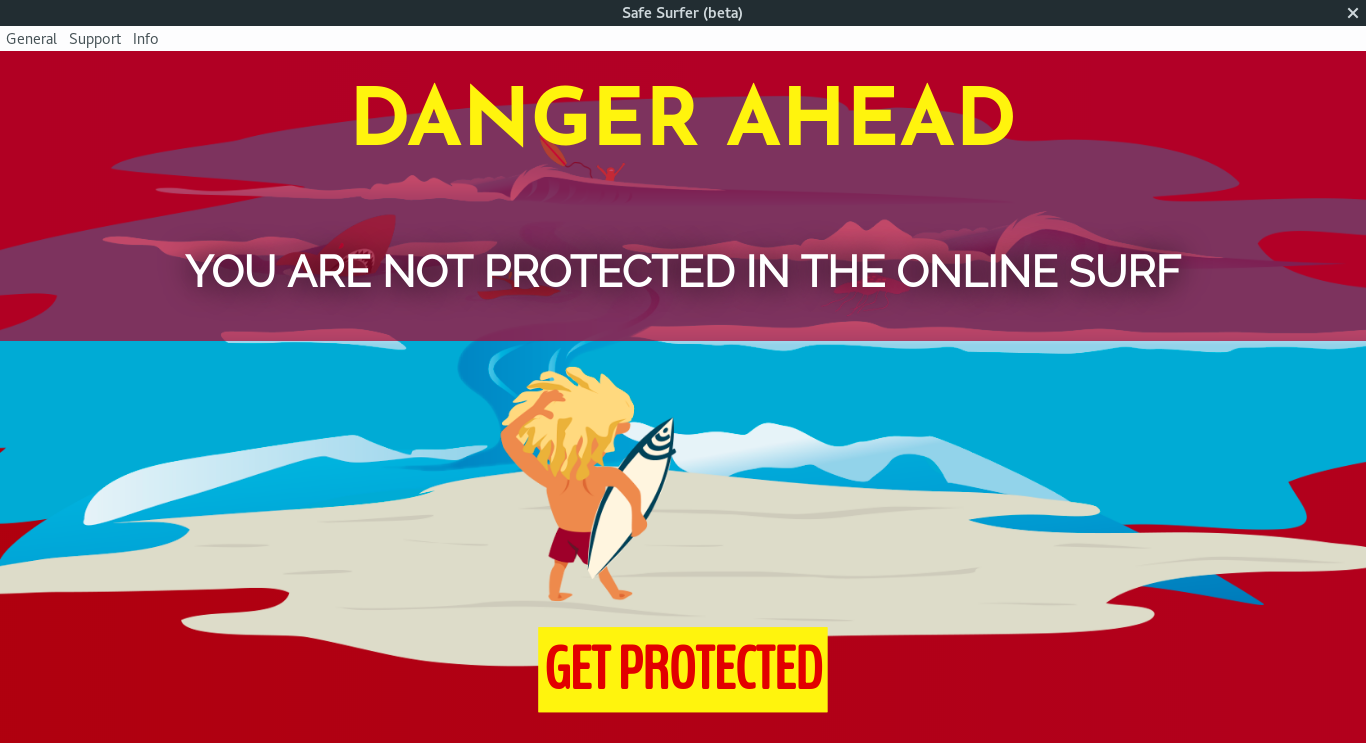 Safe Surfer (beta)
General Support Info
DANGER AHEAD
YOU ARE NOT PROTECTED IN THE ONLINE SURF
GET PROTECTED